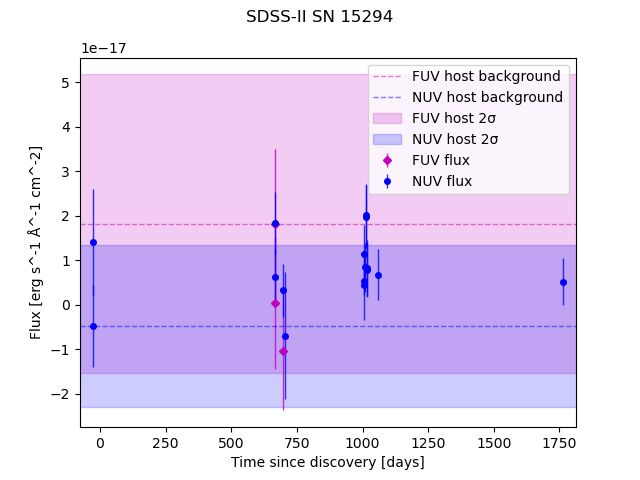 SDSS-II SN 15294
1e−17
FUV host background
NUV host background
FUV host 2σ
NUV host 2σ
FUV flux
NUV flux
5
4
3
2
1
0
−1
−2
Flux [erg s^-1 Å^-1 cm^-2]
0 250 500 750 1000 1250 1500 1750
Time since discovery [days]